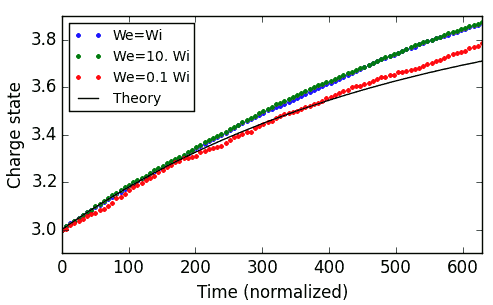 We=Wi
We=10. Wi
We=0.1 Wi
Theory
Charge state
3.8
3.6
3.4
3.2
3.0
0 100 200 300 400 500 600
Time (normalized)